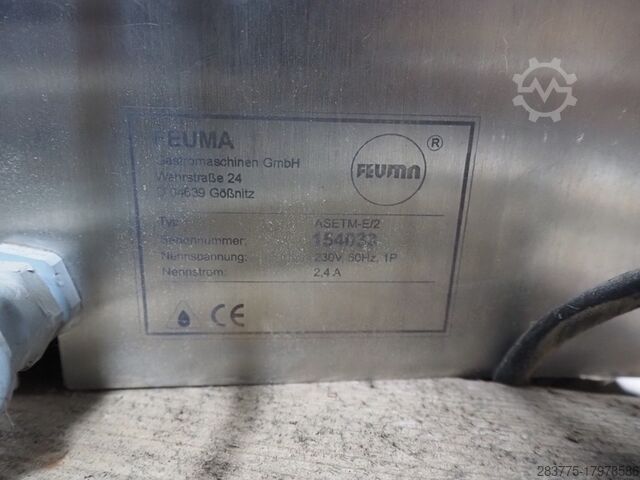 FEUMA
Gastromaschinen GmbH
Wehrstraße 24
D 04639 Gößnitz
FEUMA
®
Typ: ASETM-E/2
Seriennummer: 154033
Nennspannung: 230V, 50Hz, 1P
Nennstrom: 2,4 A
CE
283775-17978586